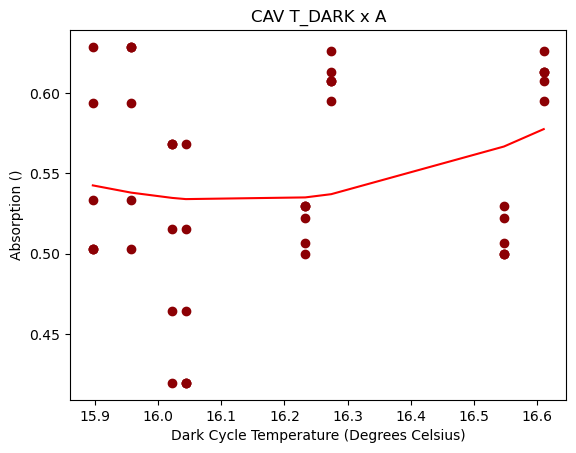 CAV T_DARK x A
Absorption ()
0.60
0.55
0.50
0.45
15.9 16.0 16.1 16.2 16.3 16.4 16.5 16.6
Dark Cycle Temperature (Degrees Celsius)